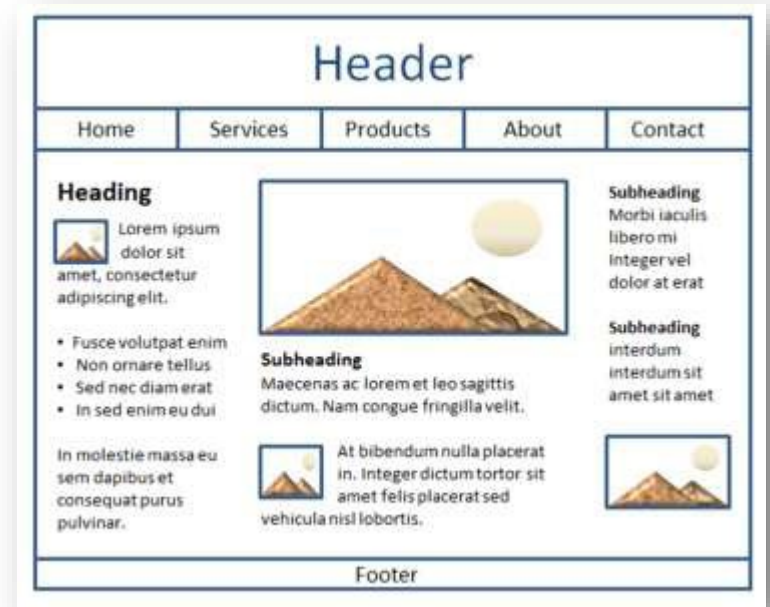 Header
Home Services Products About Contact
Heading
Lorem ipsum
dolor sit
amet, consectetur
adipiscing elit.
• Fusce volutpat enim
• Non ornare tellus
• Sed nec diam erat
• In sed enim eu dui
In molestie massa eu
sem dapibus et
consequat purus
pulvinar.
Subheading
Maecenas ac lorem et leo sagittis
dictum. Nam congue fringilla velit.
At bibendum nulla placerat
in. Integer dictum tortor sit
amet felis placerat sed
vehicula nisl lobortis.
Subheading
Morbi iaculis
libero mi
Integer vel
dolor at erat
Subheading
interdum
interdum sit
amet sit amet
Footer